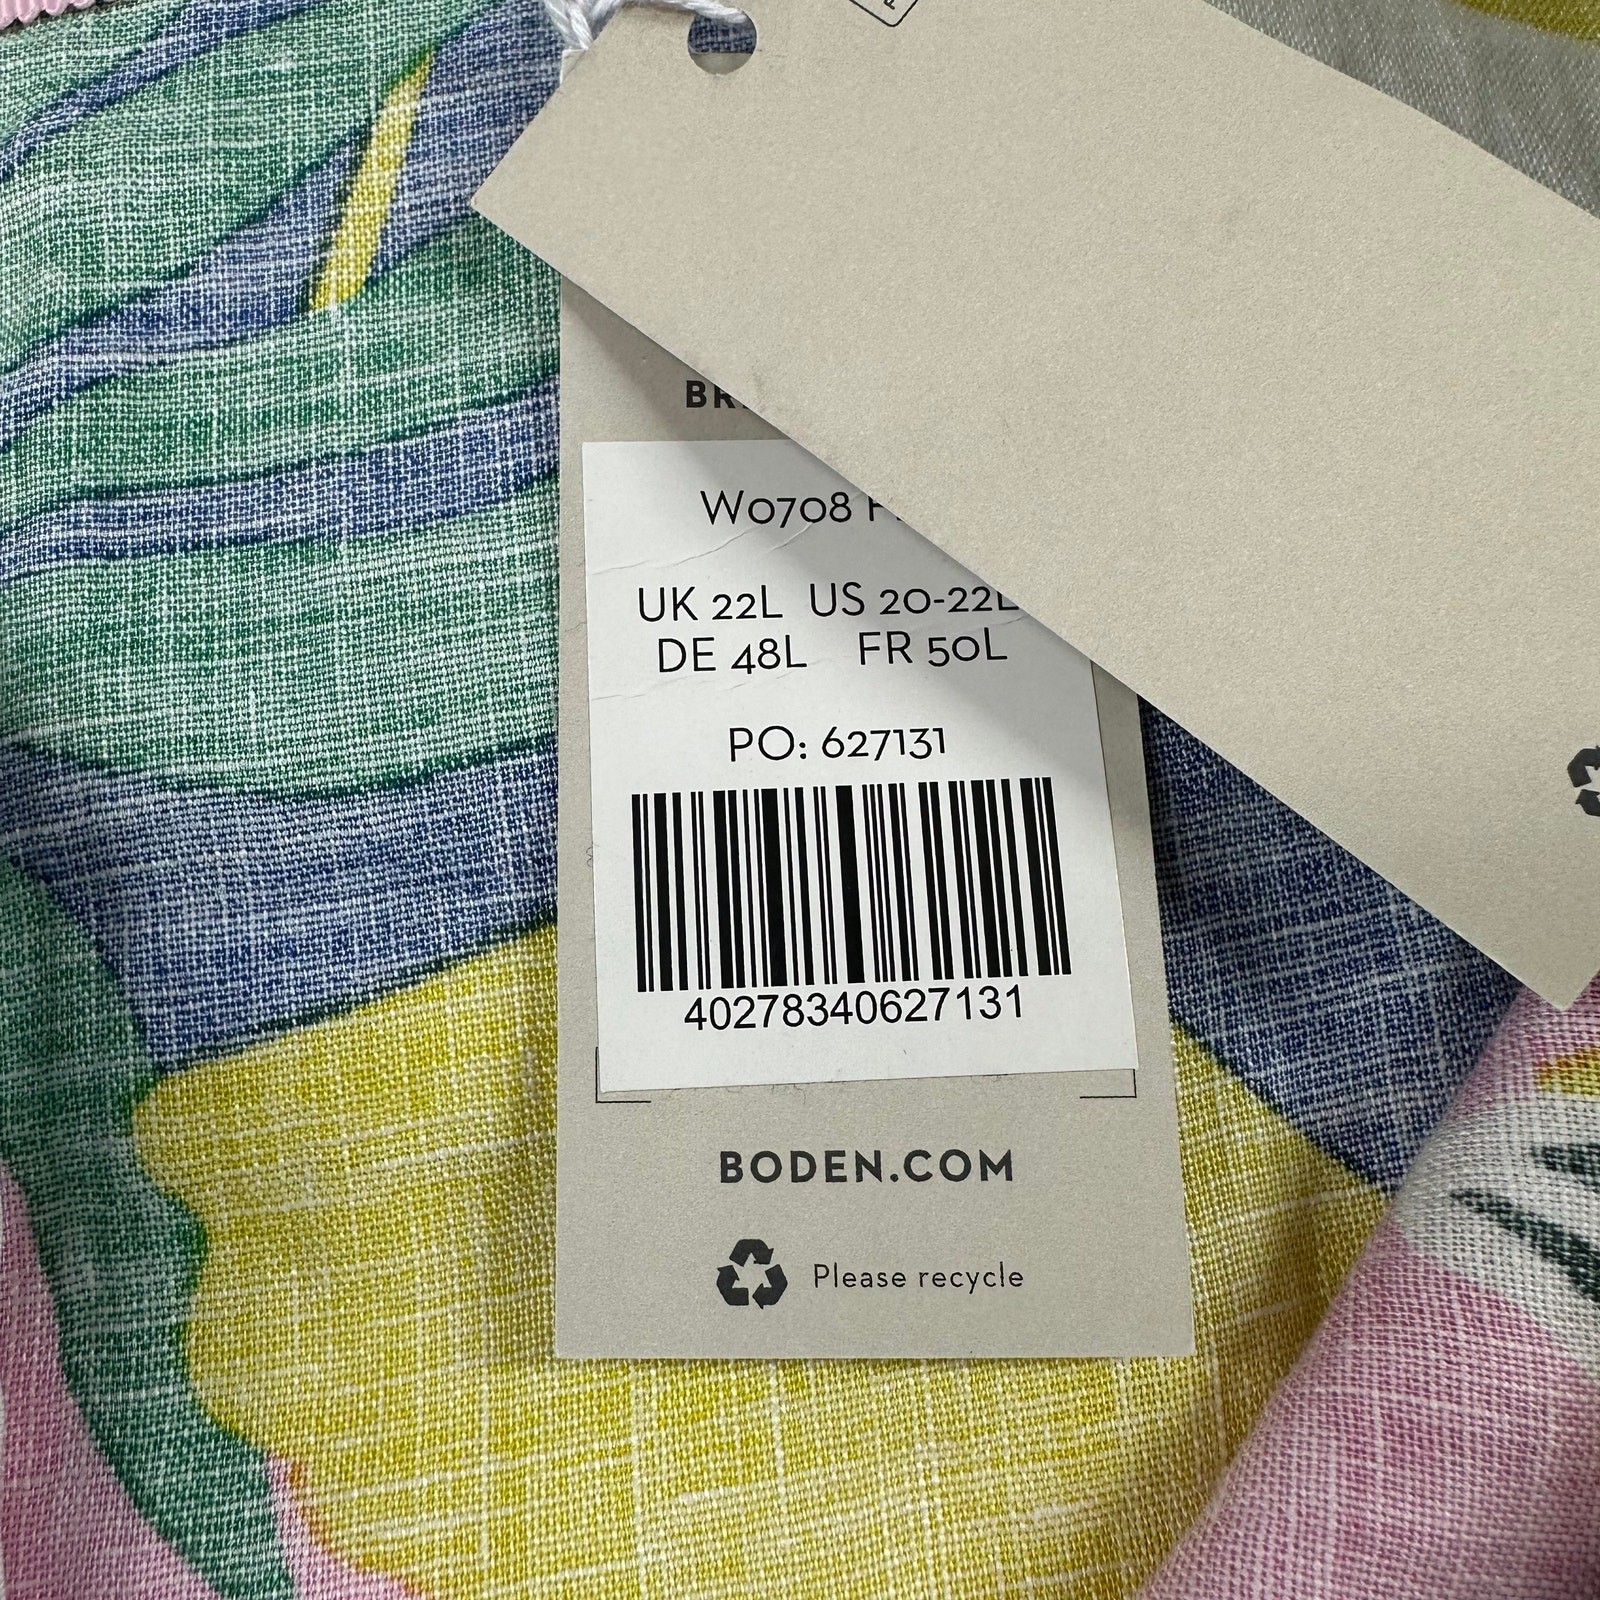 W0708
UK 22L US 20-22L
DE 48L FR 50L
PO: 627131
40278340627131
BODEN.COM
Please recycle